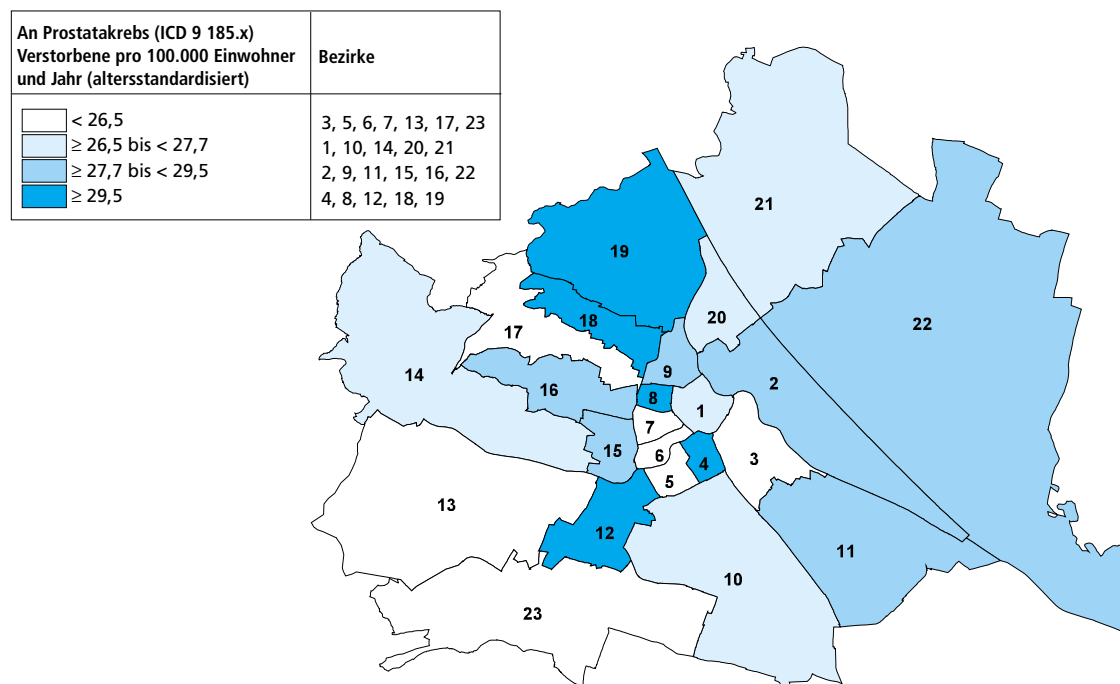 An Prostatakrebs (ICD 9 185.x)
Verstorbene pro 100.000 Einwohner
und Jahr (altersstandardisiert)
Bezirke
< 26,5
3, 5, 6, 7, 13, 17, 23
≥ 26,5 bis < 27,7
1, 10, 14, 20, 21
≥ 27,7 bis < 29,5
2, 9, 11, 15, 16, 22
≥ 29,5
4, 8, 12, 18, 19
21
19
20
18
22
17
9
14
2
16
8
1
7
15
6
3
4
5
13
12
11
10
23